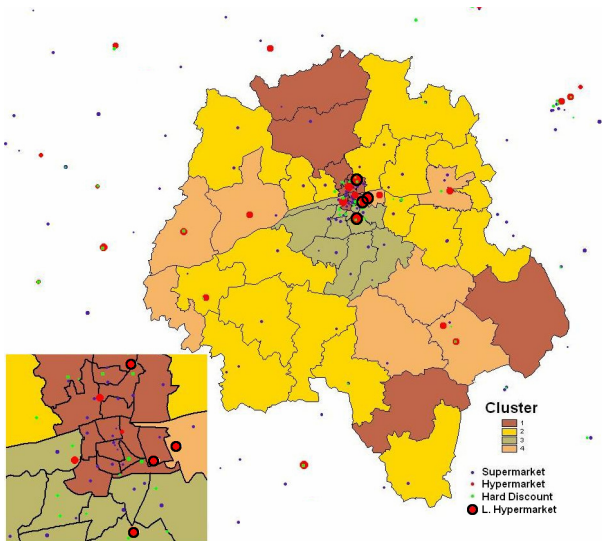 Cluster
1
2
3
4
Supermarket
Hypermarket
Hard Discount
L. Hypermarket